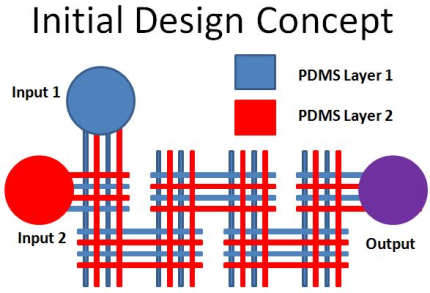 Initial Design Concept
Input 1
PDMS Layer 1
PDMS Layer 2
Input 2
Output